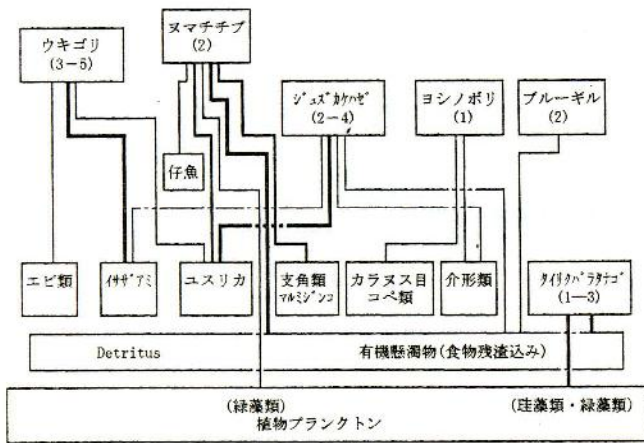 ウキゴリ
(3-5)
ヌマチチブ
(2)
ジュズカケハゼ
(2~4)
ヨシノボリ
(1)
ブルーギル
(2)
仔魚
エビ類
イサザアミ
ユスリカ
支角類
マルミジンコ
カラヌス目
コペ類
介形類
タイリクバラタナゴ
(1―3)
Detritus
有機懸濁物(食物残渣込み)
(緑藻類)
(珪藻類・緑藻類)
植物プランクトン